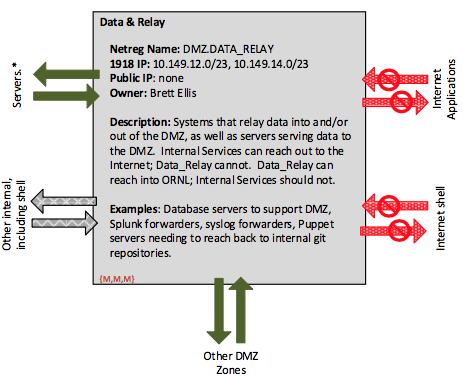 Data & Relay
Netreg Name: DMZ.DATA_RELAY
1918 IP: 10.149.12.0/23, 10.149.14.0/23
Public IP: none
Owner: Brett Ellis
Description: Systems that relay data into and/or
out of the DMZ, as well as servers serving data to
the DMZ.  Internal Services can reach out to the
Internet; Data_Relay cannot.  Data_Relay can
reach into ORNL; Internal Services should not.
Examples: Database servers to support DMZ,
Splunk forwarders, syslog forwarders, Puppet
servers needing to reach back to internal git
repositories.
{M,M,M}
Servers.*
Other internal,
including shell
Internet
Applications
Internet shell
Other DMZ
Zones